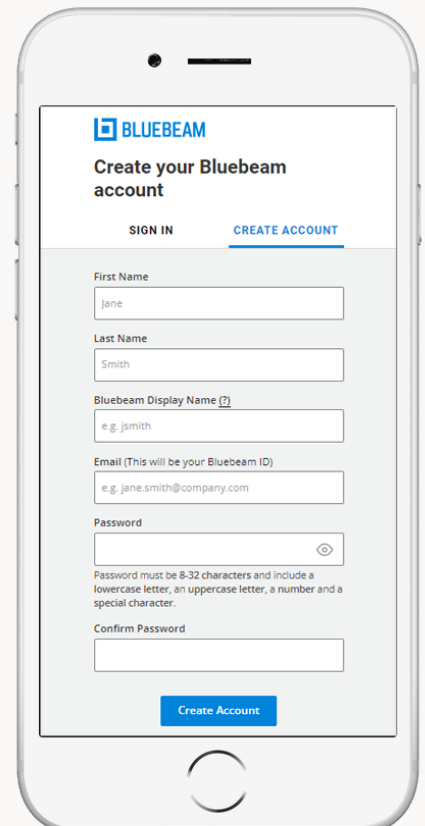 BLUEBEAM
Create your Bluebeam
account
SIGN IN CREATE ACCOUNT
First Name
Jane
Last Name
Smith
Bluebeam Display Name (?)
e.g. jsmith
Email (This will be your Bluebeam ID)
e.g. jane.smith@company.com
Password
Password must be 8-32 characters and include a
lowercase letter, an uppercase letter, a number and a
special character.
Confirm Password
Create Account